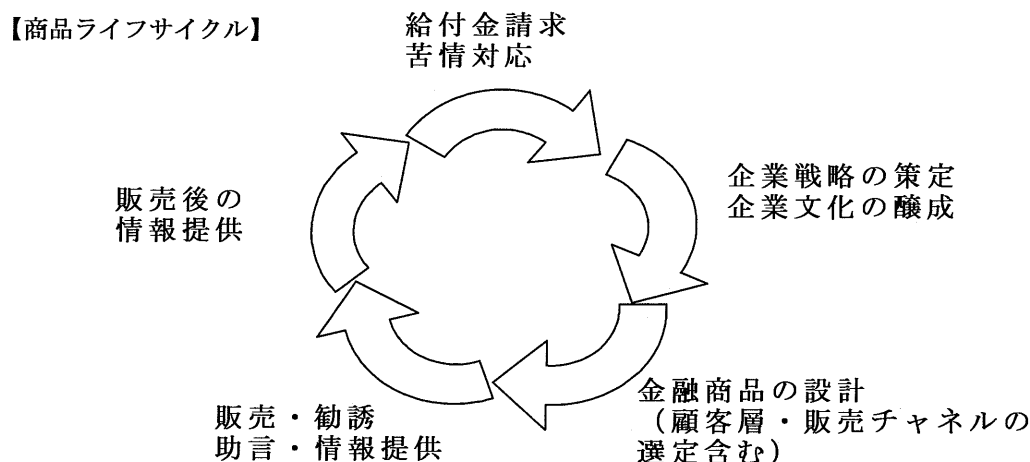 【商品ライフサイクル】
給付金請求
苦情対応
企業戦略の策定
企業文化の醸成
金融商品の設計
(顧客層・販売チャネルの
選定含む)
販売・勧誘
助言・情報提供
販売後の
情報提供